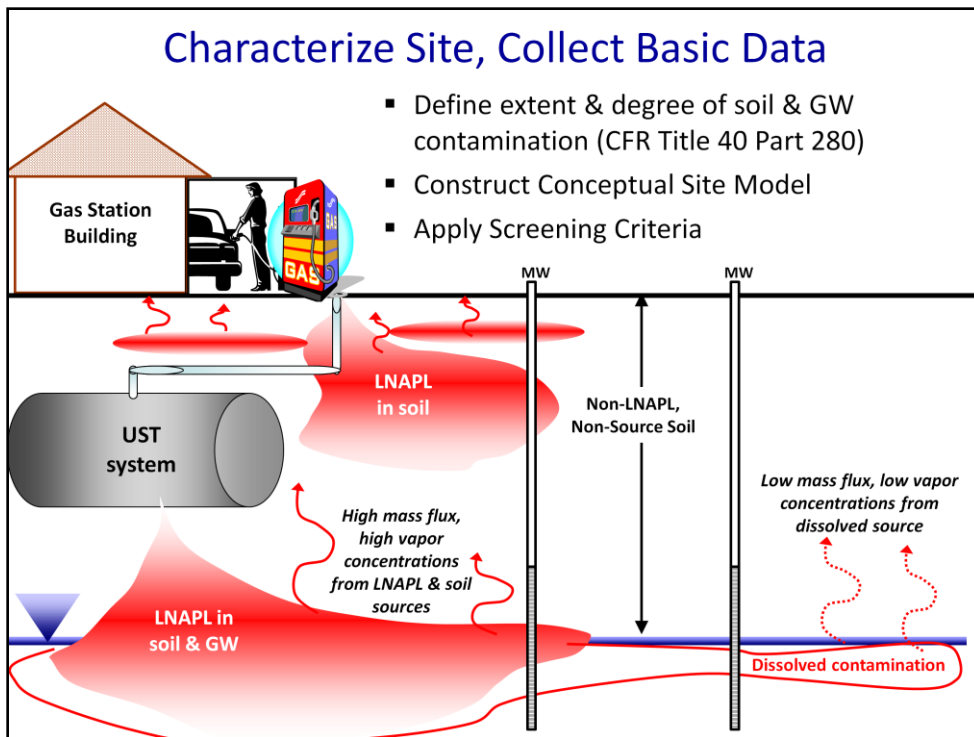 Characterize Site, Collect Basic Data
▪ Define extent & degree of soil & GW
contamination (CFR Title 40 Part 280)
▪ Construct Conceptual Site Model
▪ Apply Screening Criteria
Gas Station
Building
GAS
GAS
MW
MW
LNAPL
in soil
Non-LNAPL,
Non-Source Soil
UST
system
Low mass flux, low vapor
concentrations from
dissolved source
High mass flux,
high vapor
concentrations
from LNAPL & soil
sources
LNAPL in
soil & GW
Dissolved contamination